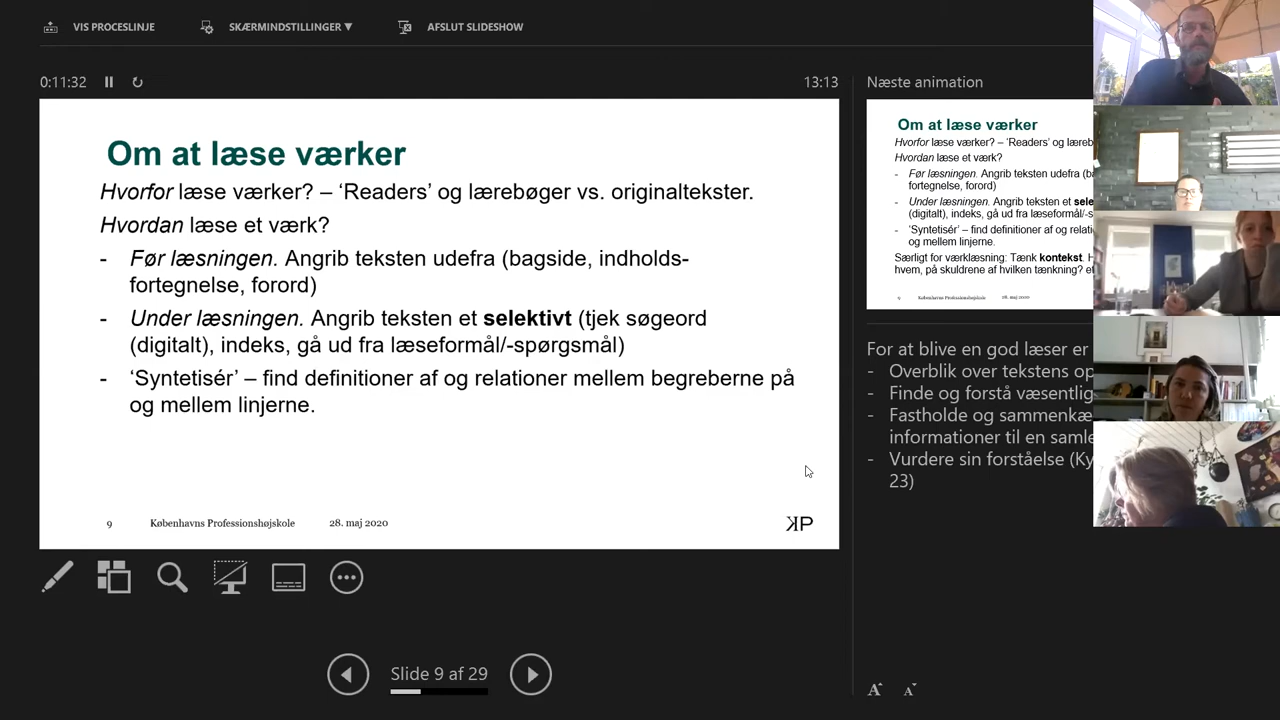 VIS PROCESLINJE
SKÆRMINDSTILLINGER ▼
AFSLUT SLIDESHOW
0:11:32
13:13
Om at læse værker
Hvorfor læse værker? – ‘Readers’ og lærebøger vs. originaltekster.
Hvordan læse et værk?
- Før læsningen. Angrib teksten udefra (bagside, indholds-
fortegnelse, forord)
- Under læsningen. Angrib teksten et selektivt (tjek søgeord
(digitalt), indeks, gå ud fra læseformål/-spørgsmål)
- ‘Syntetisér’ – find definitioner af og relationer mellem begreberne på
og mellem linjerne.
9 Københavns Professionshøjskole 28. maj 2020
KP
Slide 9 af 29
Næste animation
Om at læse værker
Hvorfor læse værker? – ‘Readers’ og læreb
Hvordan læse et værk?
- Før læsningen. Angrib teksten udefra (ba
fortegnelse, forord)
- Under læsningen. Angrib teksten et sele
(digitalt), indeks, gå ud fra læseformål/-s
- ‘Syntetisér’ – find definitioner af og relati
og mellem linjerne.
Særligt for værklæsning: Tænk kontekst. H
hvem, på skuldrene af hvilken tænkning? et
9 Københavns Professionshøjskole 28. maj 2020
For at blive en god læser er
- Overblik over tekstens op
- Finde og forstå væsentlig
- Fastholde og sammenkæ
informationer til en samle
- Vurdere sin forståelse (Ky
23)
A A